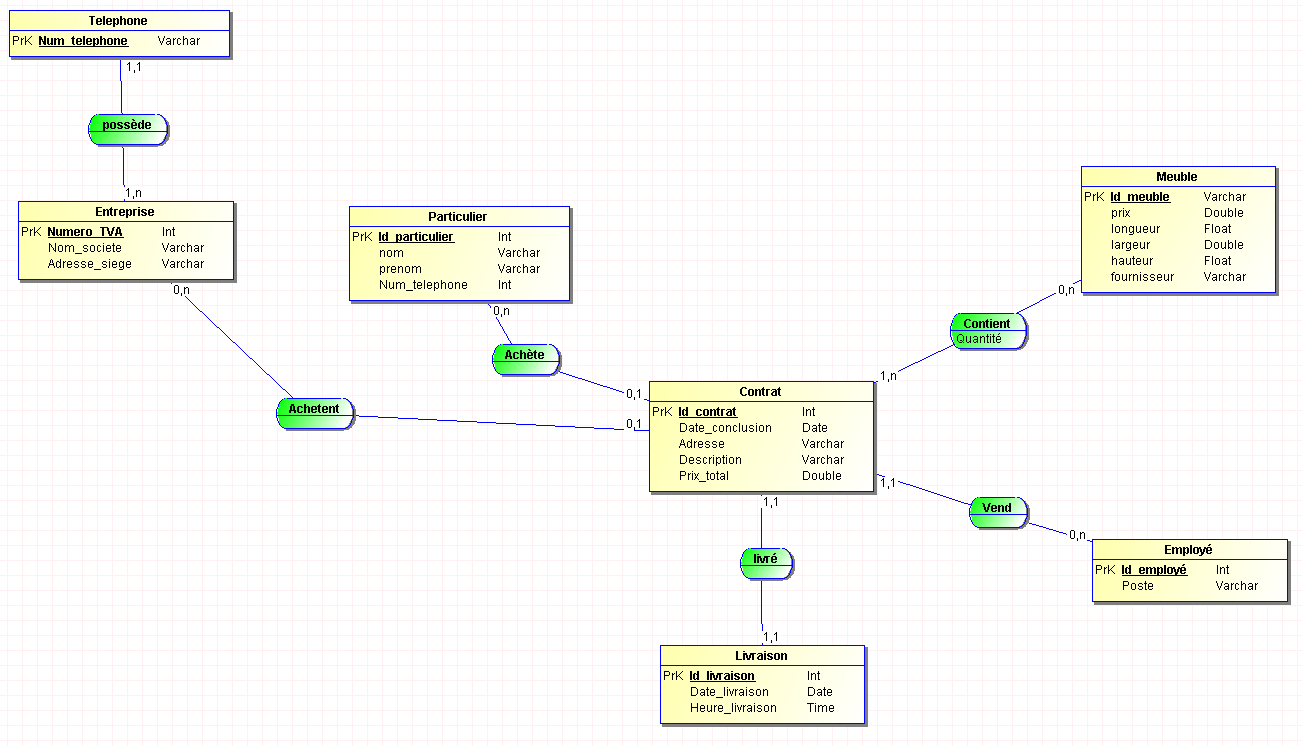 Telephone
PrK Num_telephone Varchar
1,1
possède
1,n
Entreprise
PrK Numero_TVA Int
Nom_societe Varchar
Adresse_siege Varchar
0,n
Particulier
PrK Id_particulier Int
nom Varchar
prenom Varchar
Num_telephone Int
0,n
Achète
0,1
Achetent
0,1
Meuble
PrK Id_meuble Varchar
prix Double
longueur Float
largeur Double
hauteur Float
fournisseur Varchar
0,n
Contient
Quantité
1,n
Contrat
PrK Id_contrat Int
Date_conclusion Date
Adresse Varchar
Description Varchar
Prix_total Double
1,1
Vend
0,n
Employé
PrK Id_employé Int
Poste Varchar
1,1
livré
1,1
Livraison
PrK Id_livraison Int
Date_livraison Date
Heure_livraison Time